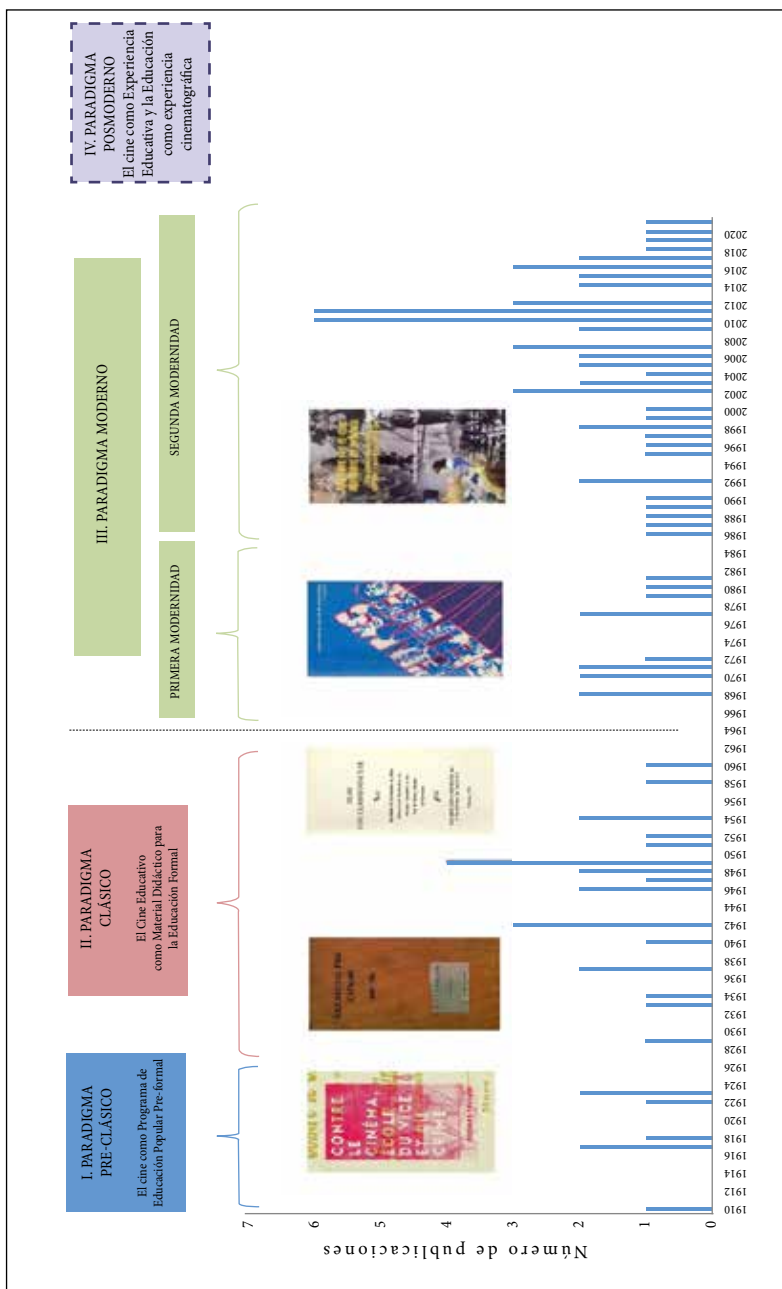 I. PARADIGMA
PRE-CLÁSICO
El cine como Programa de
Educación Popular Pre-formal
II. PARADIGMA
CLÁSICO
El Cine Educativo
como Material Didáctico para
la Educación Formal
III. PARADIGMA MODERNO
PRIMERA MODERNIDAD
SEGUNDA MODERNIDAD
IV. PARADIGMA
POSMODERNO
El cine como Experiencia
Educativa y la Educación
como experiencia
cinematográfica
CONTRE
LE
CINÉMA,
ÉCOLE
DU VICE
ET DU
CRIME
Número de publicaciones
7
6
5
4
3
2
1
0
1910
1912
1914
1916
1918
1920
1922
1924
1926
1928
1930
1932
1934
1936
1938
1940
1942
1944
1946
1948
1950
1952
1954
1956
1958
1960
1962
1964
1966
1968
1970
1972
1974
1976
1978
1980
1982
1984
1986
1988
1990
1992
1994
1996
1998
2000
2002
2004
2006
2008
2010
2012
2014
2016
2018
2020